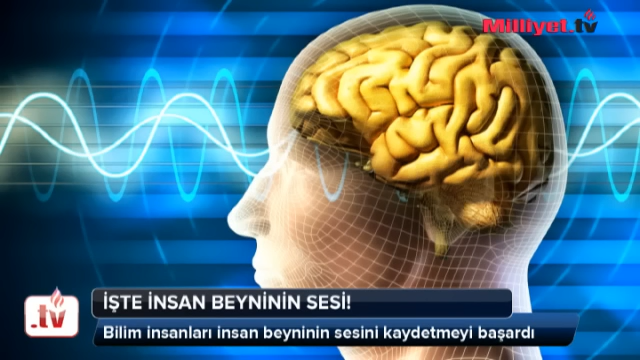 Milliyet.tv
İŞTE İNSAN BEYNİNİN SESİ!
.tv
Bilim insanları insan beyninin sesini kaydetmeyi başardı